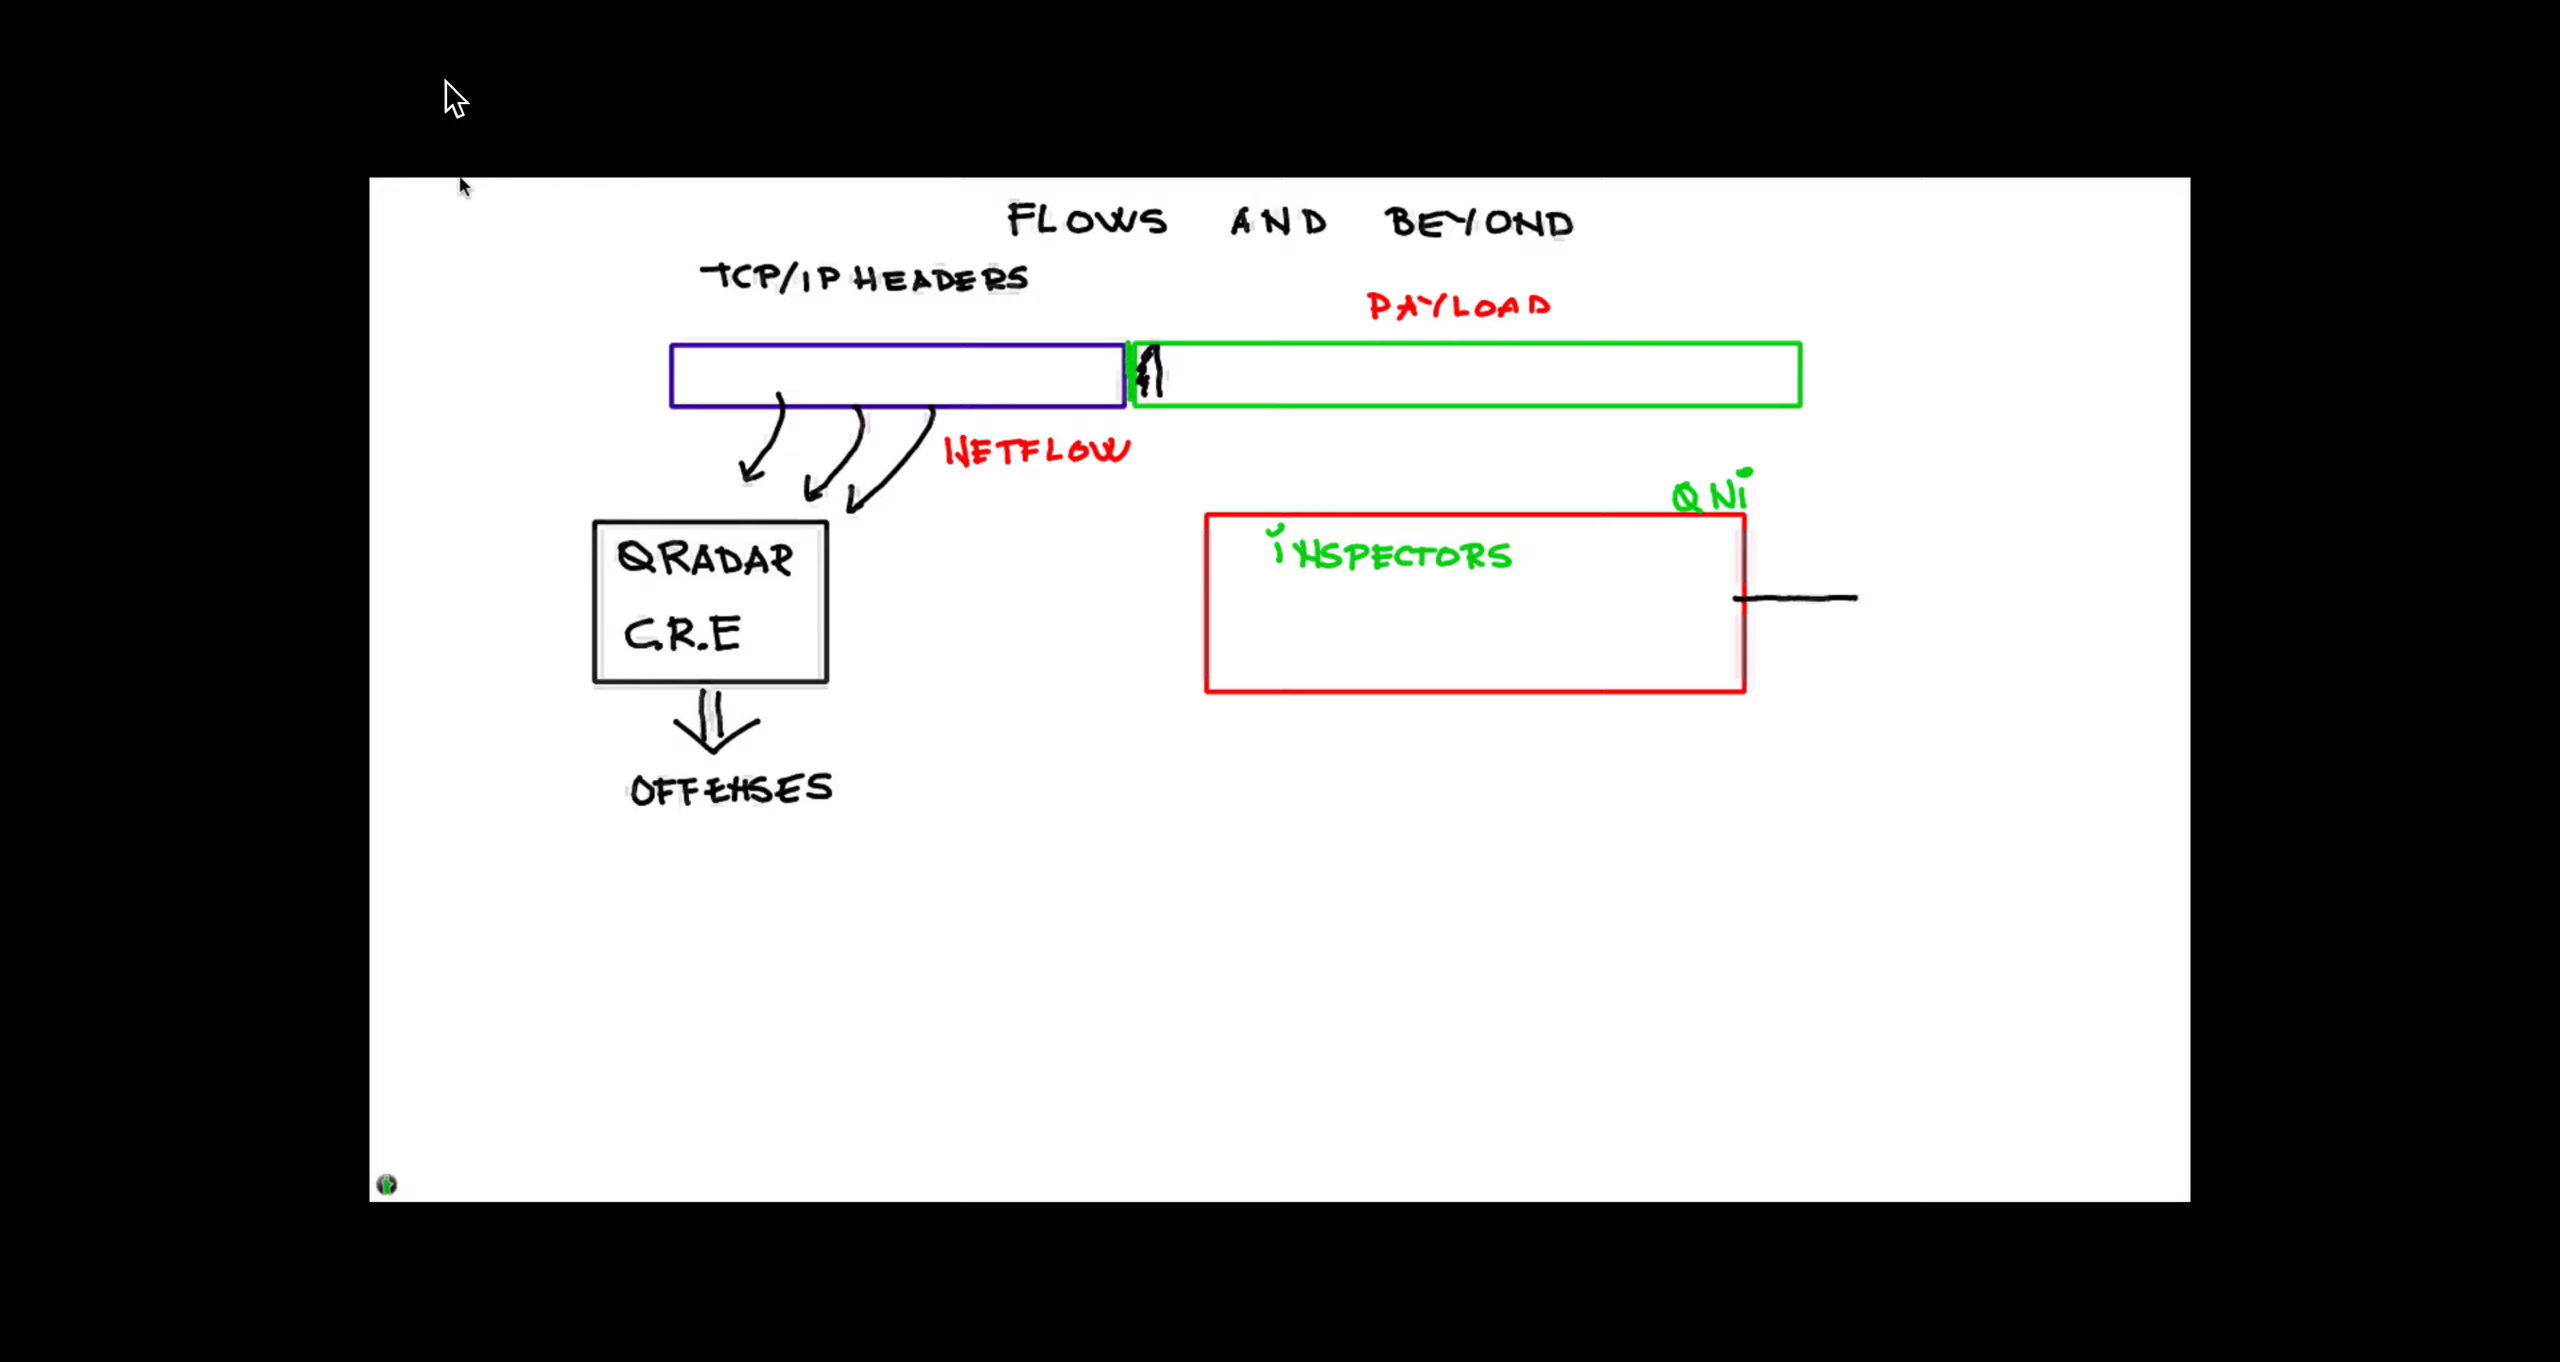 FLOWS AND BEYOND
TCP/IP HEADERS
PAYLOAD
NETFLOW
QNi
QRADAR
C.R.E
iNSPECTORS
OFFENSES